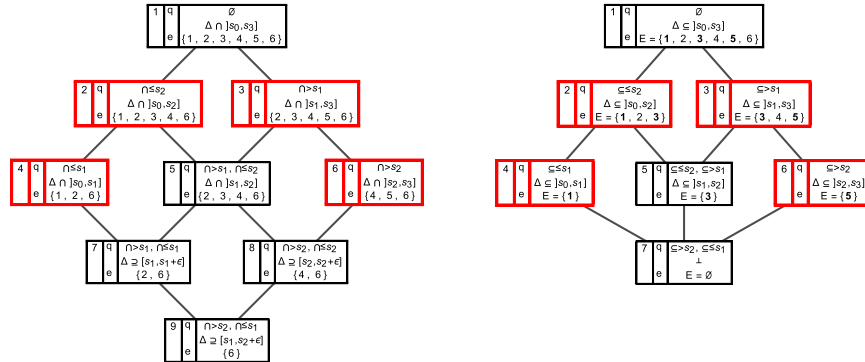 1 q ∅
Δ ∩ ]s₀,s₃]
e {1, 2, 3, 4, 5, 6}
2 q ∩≤s₂
Δ ∩ ]s₀,s₂]
e {1, 2, 3, 4, 6}
3 q ∩>s₁
Δ ∩ ]s₁,s₃]
e {2, 3, 4, 5, 6}
4 q ∩≤s₁
Δ ∩ ]s₀,s₁]
e {1, 2, 6}
5 q ∩>s₁, ∩≤s₂
Δ ∩ ]s₁,s₂]
e {2, 3, 4, 6}
6 q ∩>s₂
Δ ∩ ]s₂,s₃]
e {4, 5, 6}
7 q ∩>s₁, ∩≤s₁
Δ ⊇ [s₁,s₁+ϵ]
e {2, 6}
8 q ∩>s₂, ∩≤s₂
Δ ⊇ [s₂,s₂+ϵ]
e {4, 6}
9 q ∩>s₂, ∩≤s₁
Δ ⊇ [s₁,s₂+ϵ]
e {6}
1 q ∅
Δ ⊆ ]s₀,s₃]
e E = {1, 2, 3, 4, 5, 6}
2 q ⊆≤s₂
Δ ⊆ ]s₀,s₂]
e E = {1, 2, 3}
3 q ⊆>s₁
Δ ⊆ ]s₁,s₃]
e E = {3, 4, 5}
4 q ⊆≤s₁
Δ ⊆ ]s₀,s₁]
e E = {1}
5 q ⊆≤s₂, ⊆>s₁
Δ ⊆ ]s₁,s₂]
e E = {3}
6 q ⊆>s₂
Δ ⊆ ]s₂,s₃]
e E = {5}
7 q ⊆>s₂, ⊆≤s₁
⊥
e E = ∅